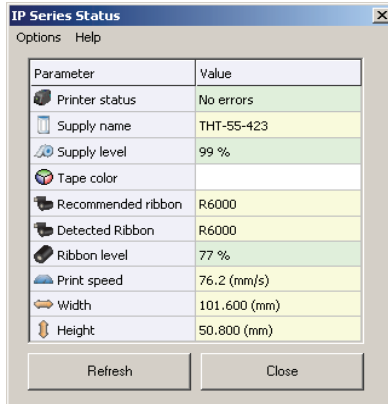 IP Series Status
Options Help
Parameter Value
Printer status No errors
Supply name THT-55-423
Supply level 99 %
Tape color
Recommended ribbon R6000
Detected Ribbon R6000
Ribbon level 77 %
Print speed 76.2 (mm/s)
Width 101.600 (mm)
Height 50.800 (mm)
Refresh Close